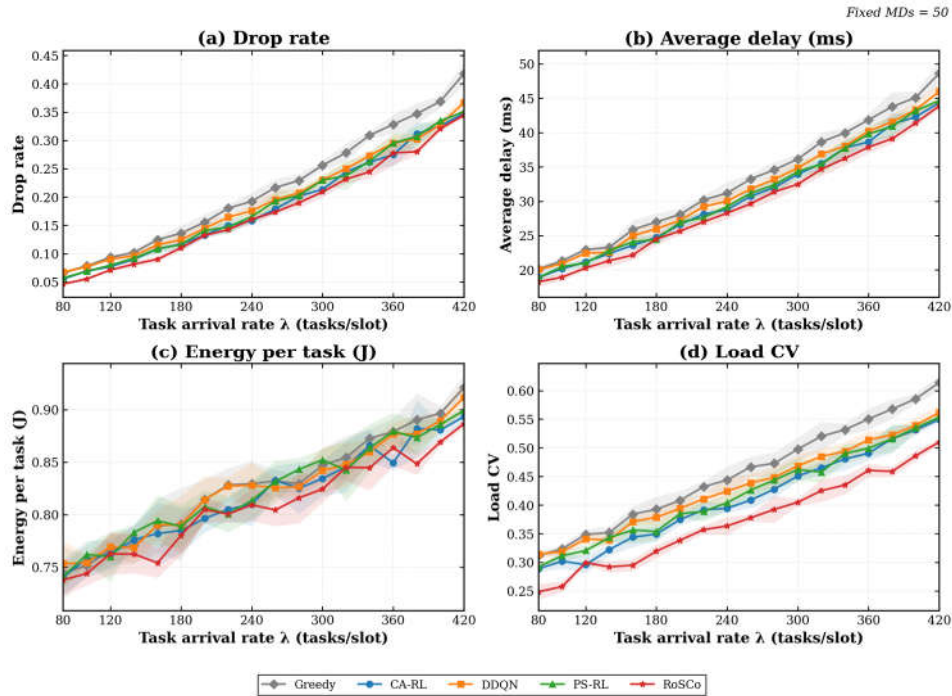 Fixed MDs = 50
(a) Drop rate
Drop rate
0.45
0.40
0.35
0.30
0.25
0.20
0.15
0.10
0.05
80 120 180 240 300 360 420
Task arrival rate λ (tasks/slot)
(b) Average delay (ms)
Average delay (ms)
50
45
40
35
30
25
20
80 120 180 240 300 360 420
Task arrival rate λ (tasks/slot)
(c) Energy per task (J)
Energy per task (J)
0.90
0.85
0.80
0.75
80 120 180 240 300 360 420
Task arrival rate λ (tasks/slot)
(d) Load CV
Load CV
0.60
0.55
0.50
0.45
0.40
0.35
0.30
0.25
80 120 180 240 300 360 420
Task arrival rate λ (tasks/slot)
Greedy CA-RL DDQN PS-RL RoSCo